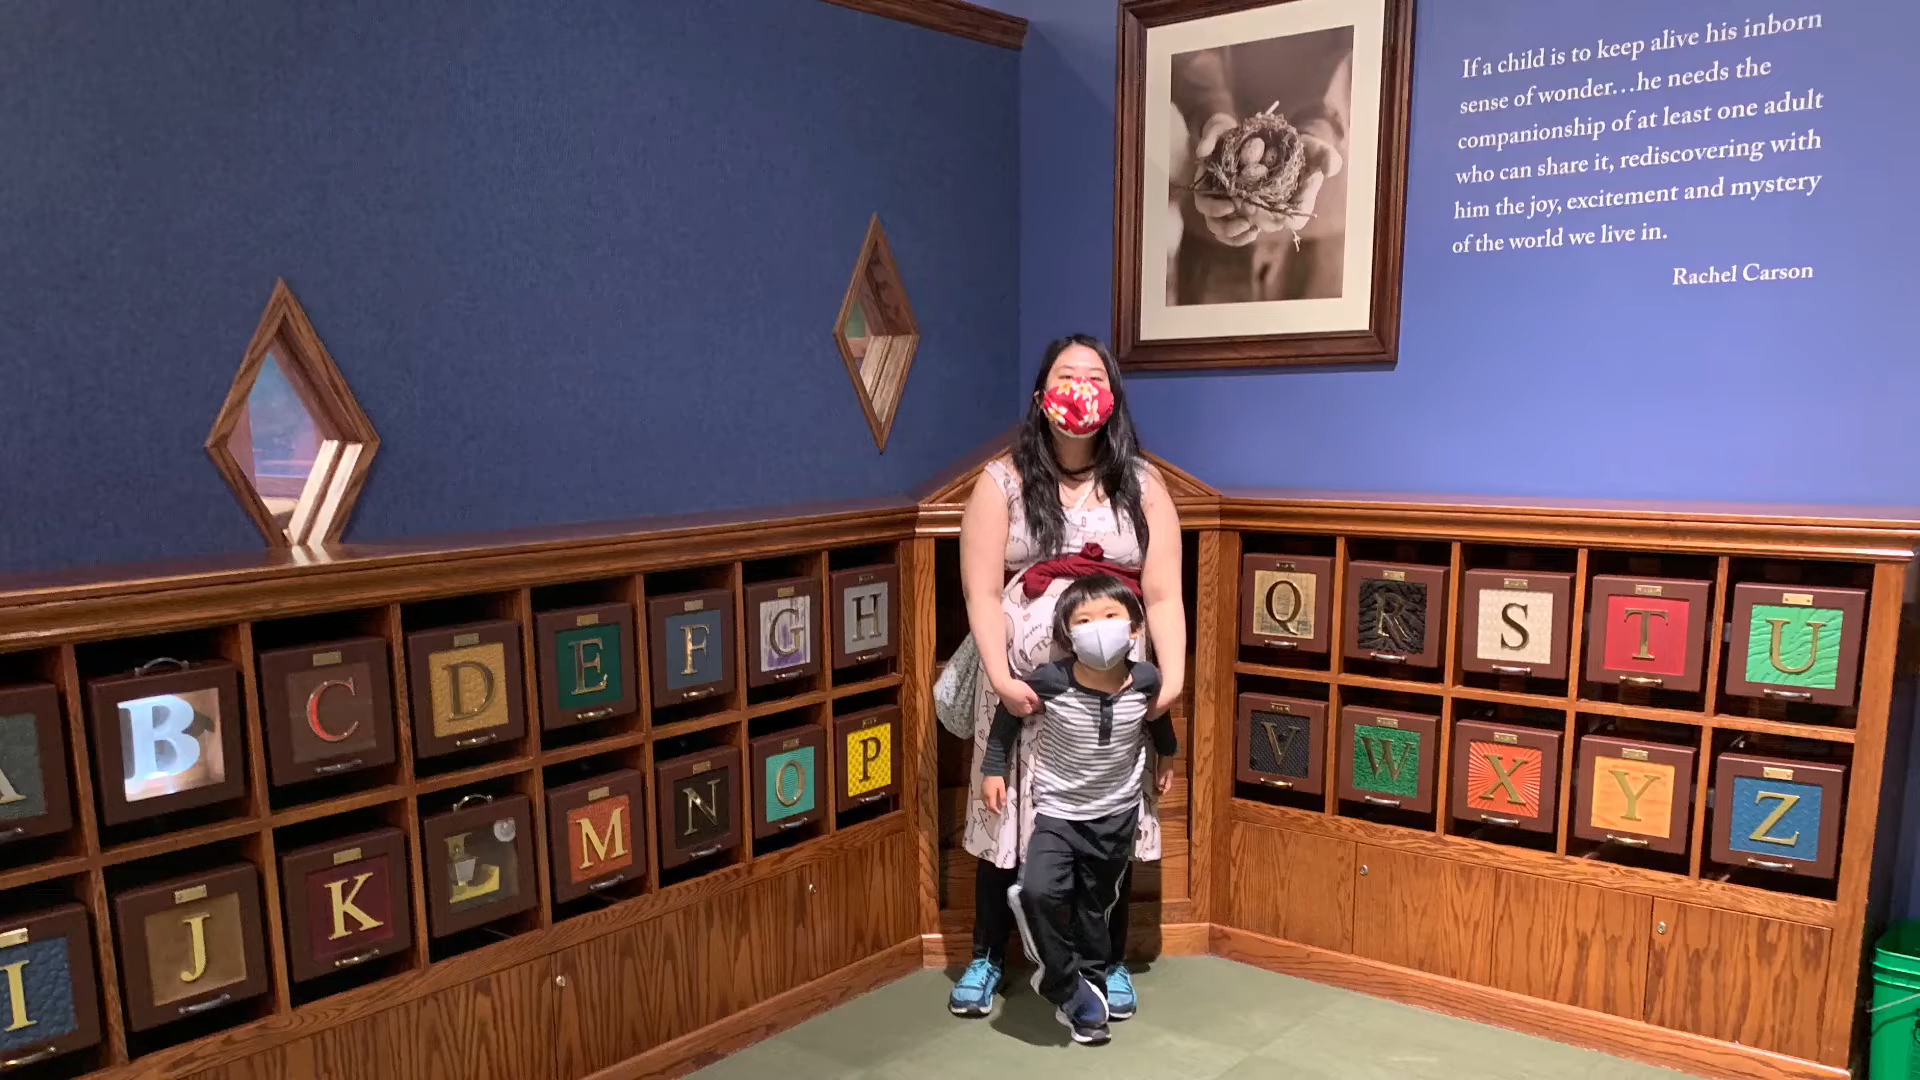 If a child is to keep alive his inborn
sense of wonder...he needs the
companionship of at least one adult
who can share it, rediscovering with
him the joy, excitement and mystery
of the world we live in.
Rachel Carson
A B C D E F G H
I J K L M N O P
Q R S T U
V W X Y Z